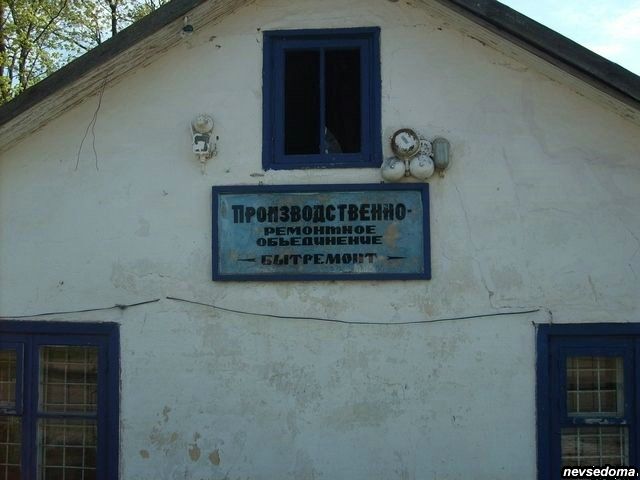 Производственно-
ремонтное
объединение
— Бытремонт —
nevsedoma